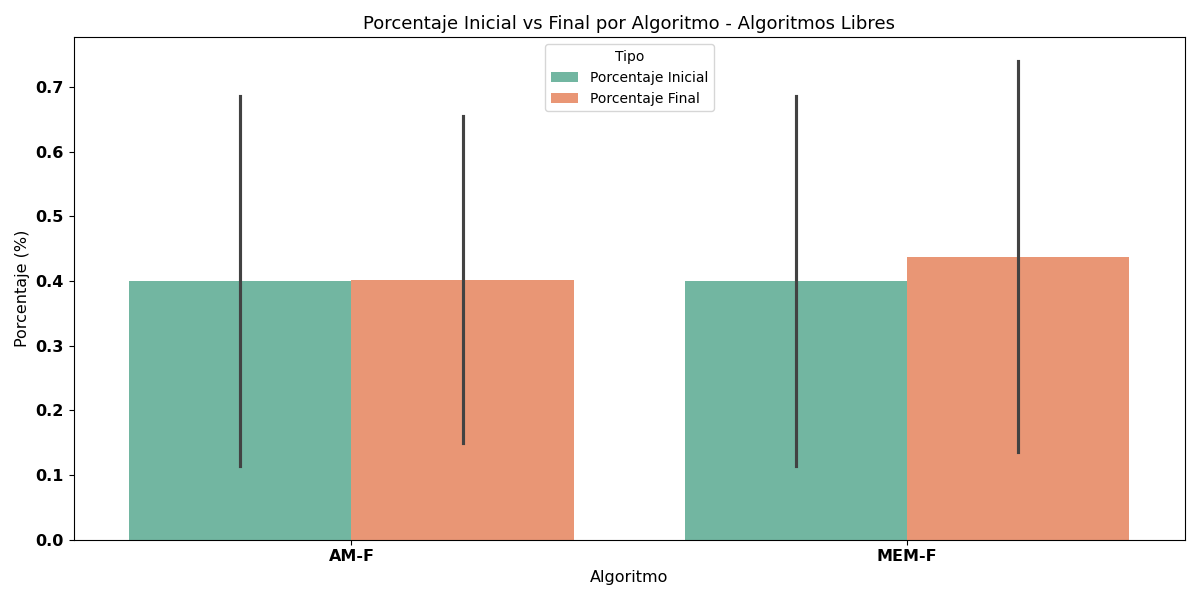 Porcentaje Inicial vs Final por Algoritmo - Algoritmos Libres
Tipo
Porcentaje Inicial
Porcentaje Final
Porcentaje (%)
0.7
0.6
0.5
0.4
0.3
0.2
0.1
0.0
AM-F
MEM-F
Algoritmo